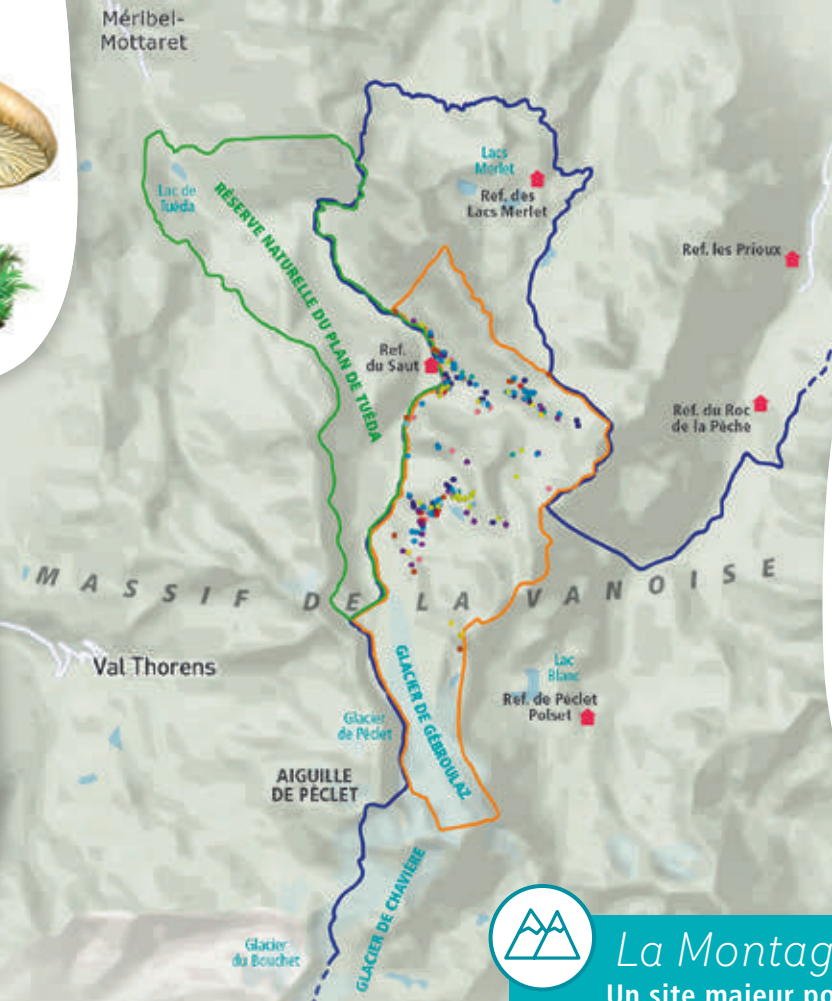 Méribel-
Mottaret
Lacs
Merlet
Ref. des
Lacs Merlet
Lac de
Tuéda
RÉSERVE NATURELLE DU PLAN DE TUÉDA
Ref. les Prioux
Ref.
du Saut
Ref. du Roc
de la Pêche
MASSIF DE LA VANOISE
Val Thorens
GLACIER DE GÉBROULAZ
Lac
Blanc
Ref. de Péclet
Polset
Glacier
de Péclet
AIGUILLE
DE PÉCLET
GLACIER DE CHAVIÈRE
Glacier
du Bouchet
La Montag
Un site majeur po